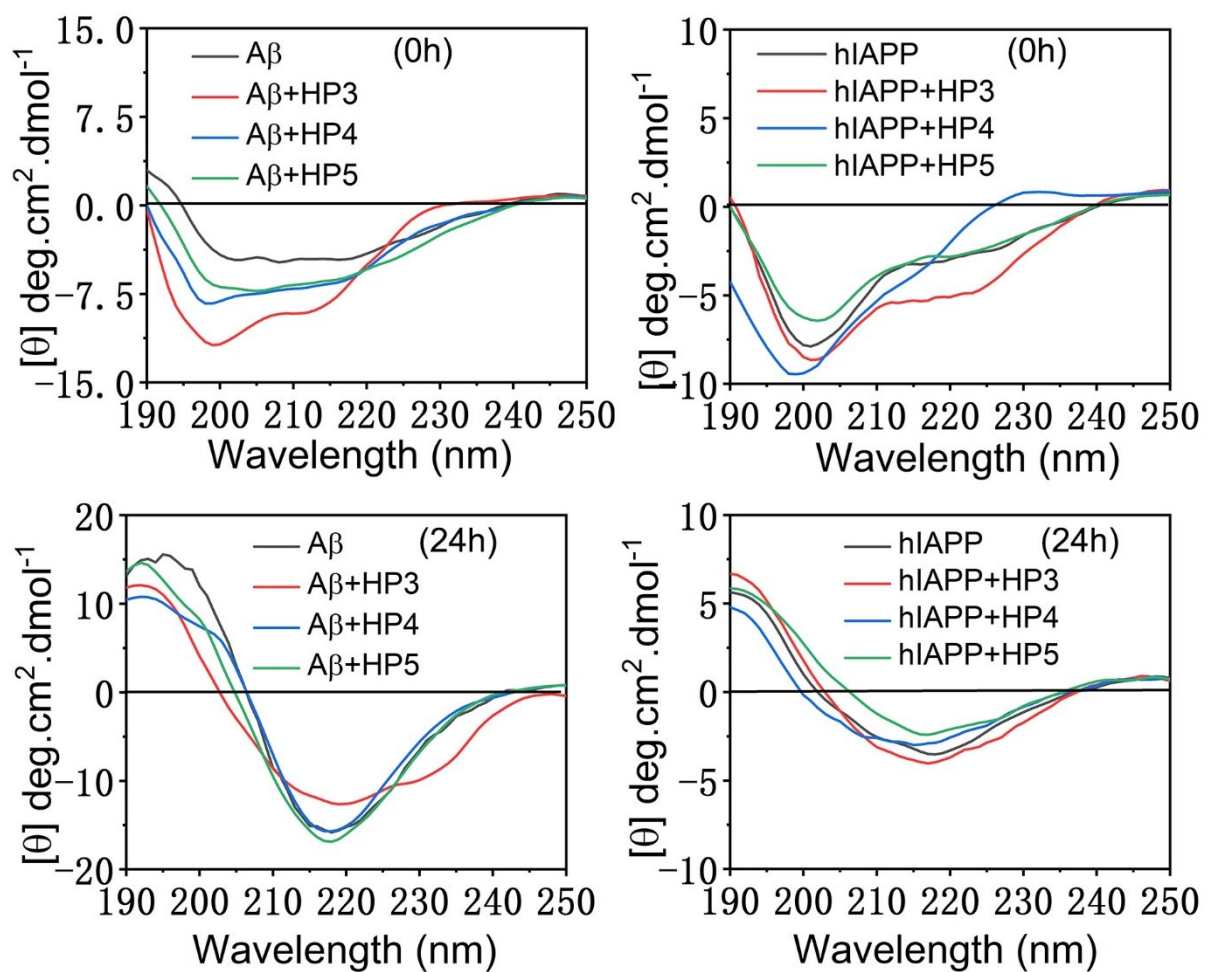 15.0
7.5
0.0
-7.5
-15.0
[θ] deg.cm².dmol⁻¹
Aβ
(0h)
Aβ+HP3
Aβ+HP4
Aβ+HP5
190 200 210 220 230 240 250
Wavelength (nm)
10
5
0
-5
-10
[θ] deg.cm².dmol⁻¹
hIAPP
(0h)
hIAPP+HP3
hIAPP+HP4
hIAPP+HP5
190 200 210 220 230 240 250
Wavelength (nm)
20
10
0
-10
-20
[θ] deg.cm².dmol⁻¹
Aβ
(24h)
Aβ+HP3
Aβ+HP4
Aβ+HP5
190 200 210 220 230 240 250
Wavelength (nm)
10
5
0
-5
-10
[θ] deg.cm².dmol⁻¹
hIAPP
(24h)
hIAPP+HP3
hIAPP+HP4
hIAPP+HP5
190 200 210 220 230 240 250
Wavelength (nm)